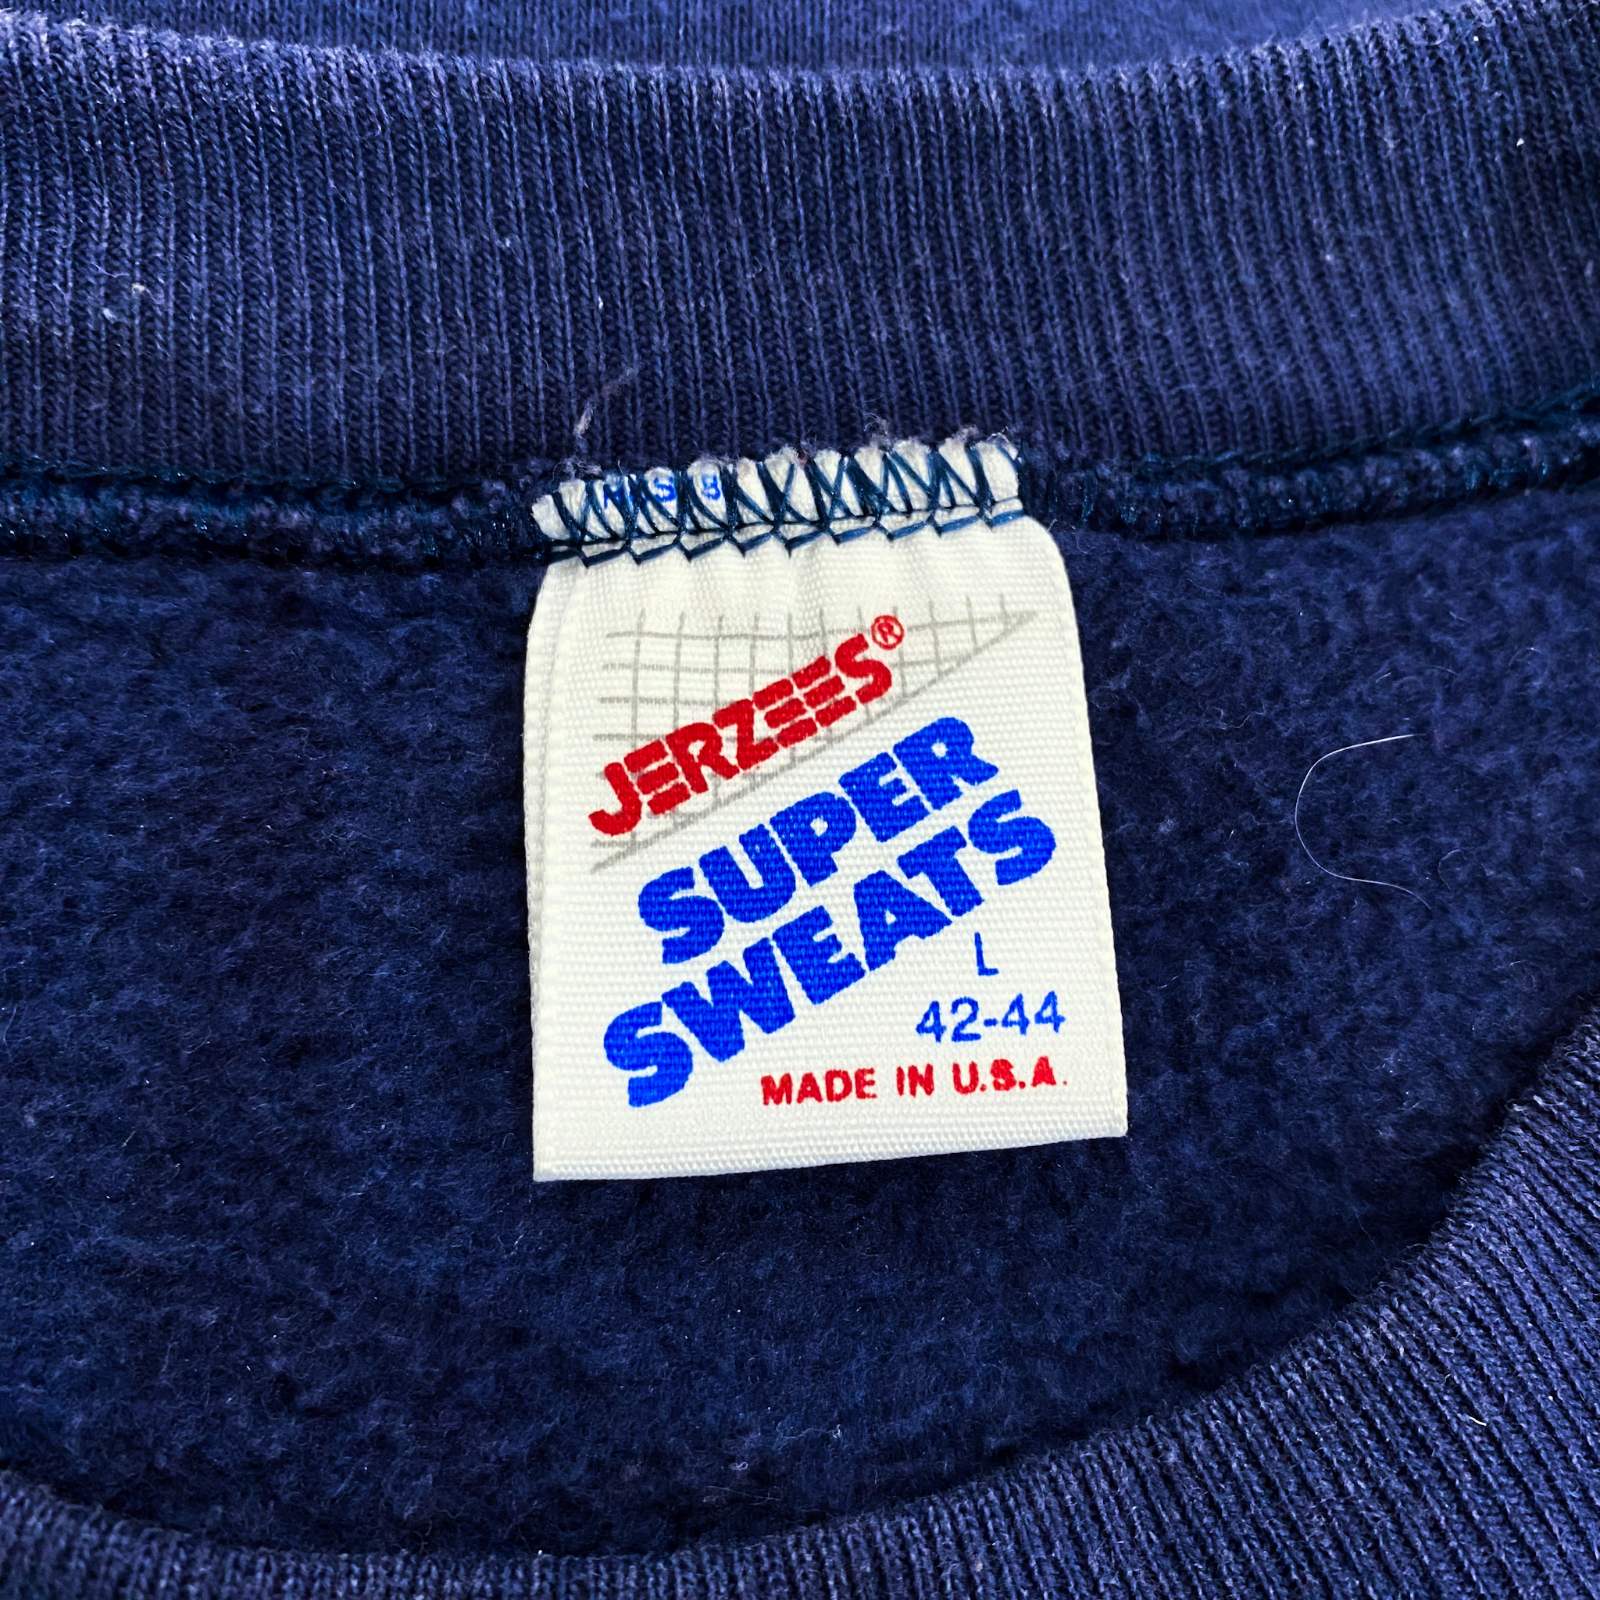 JERZEES®
SUPER
SWEATS
L
42-44
MADE IN U.S.A.